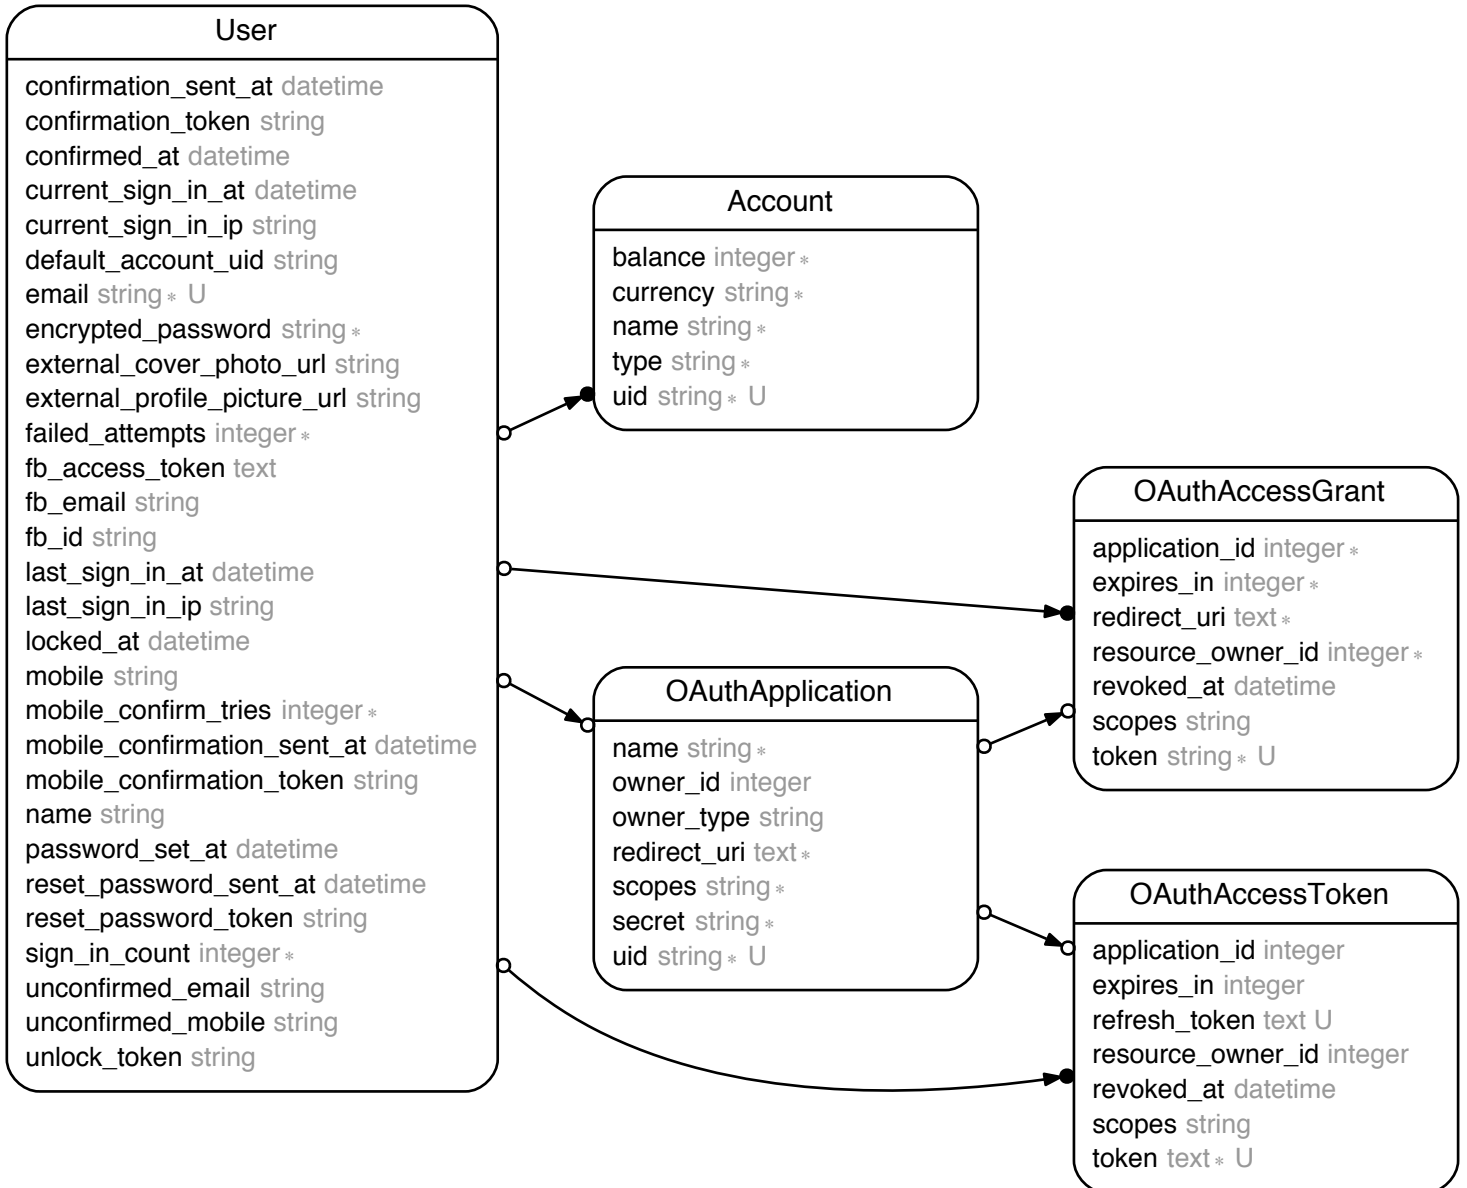 User
confirmation_sent_at datetime
confirmation_token string
confirmed_at datetime
current_sign_in_at datetime
current_sign_in_ip string
default_account_uid string
email string* U
encrypted_password string*
external_cover_photo_url string
external_profile_picture_url string
failed_attempts integer*
fb_access_token text
fb_email string
fb_id string
last_sign_in_at datetime
last_sign_in_ip string
locked_at datetime
mobile string
mobile_confirm_tries integer*
mobile_confirmation_sent_at datetime
mobile_confirmation_token string
name string
password_set_at datetime
reset_password_sent_at datetime
reset_password_token string
sign_in_count integer*
unconfirmed_email string
unconfirmed_mobile string
unlock_token string
Account
balance integer*
currency string*
name string*
type string*
uid string* U
OAuthApplication
name string*
owner_id integer
owner_type string
redirect_uri text*
scopes string*
secret string*
uid string* U
OAuthAccessGrant
application_id integer*
expires_in integer*
redirect_uri text*
resource_owner_id integer*
revoked_at datetime
scopes string
token string* U
OAuthAccessToken
application_id integer
expires_in integer
refresh_token text U
resource_owner_id integer
revoked_at datetime
scopes string
token text* U